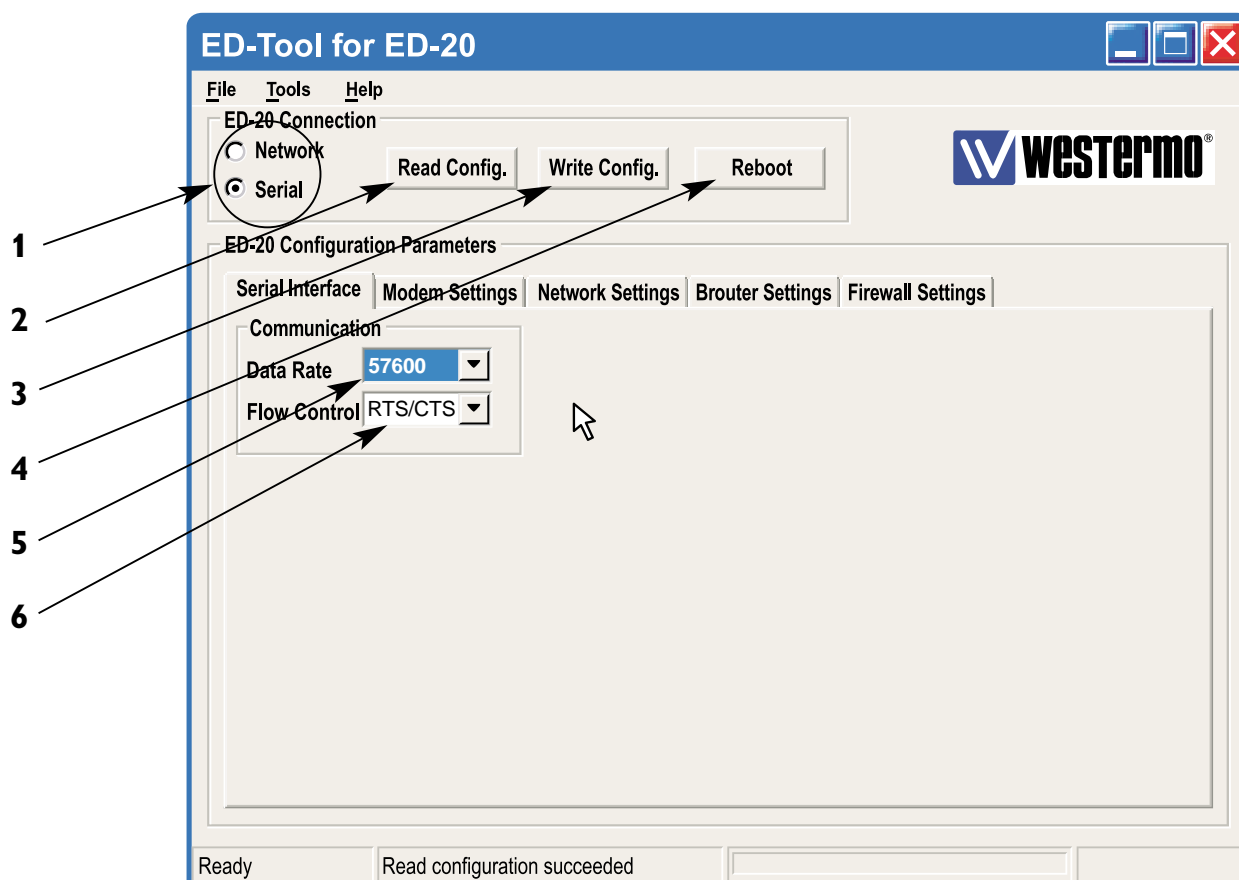 ED-Tool for ED-20
File Tools Help
ED-20 Connection
Network
Serial
Read Config. Write Config. Reboot
WESTERMO®
1
ED-20 Configuration Parameters
Serial Interface Modem Settings Network Settings Brouter Settings Firewall Settings
2
Communication
Data Rate 57600
3
Flow Control RTS/CTS
4
5
6
Ready Read configuration succeeded